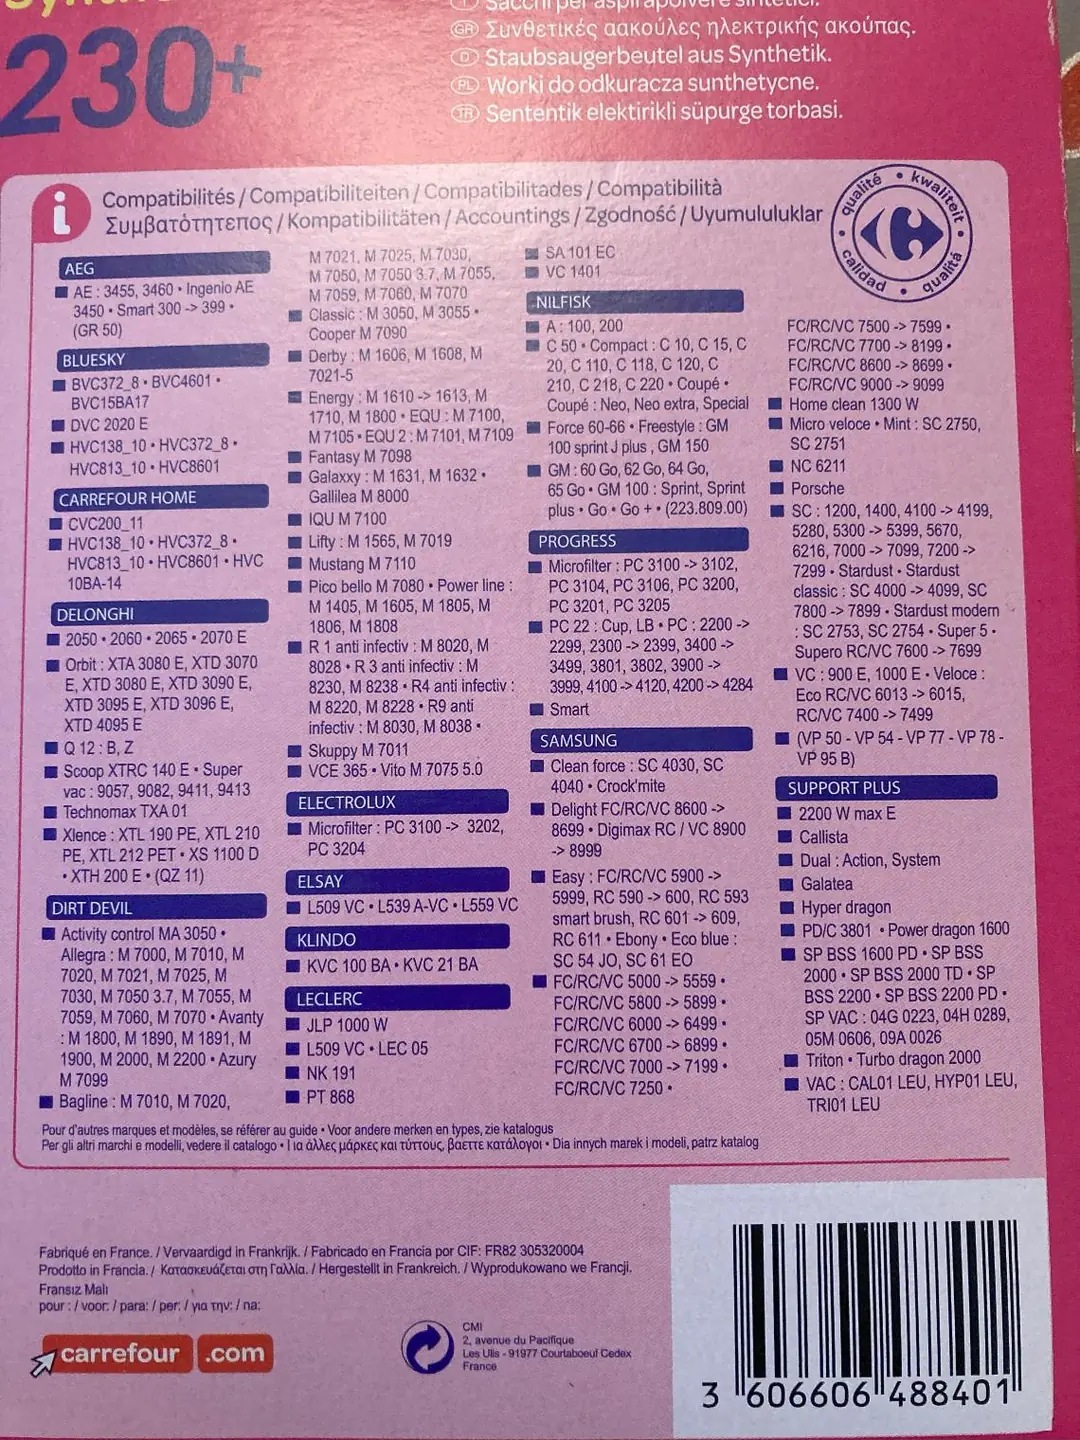 230+
Sacchi per aspirapolvere sintetici.
GR Συνθετικές σακούλες ηλεκτρικής ακούπας.
D Staubsaugerbeutel aus Synthetik.
PL Worki do odkuracza sunthetycne.
TR Sententik elektirikli süpurge torbasi.
i
Compatibilités / Compatibiliteiten / Compatibilitades / Compatibilità
Συμβατότητεπος / Kompatibilitäten / Accountings / Zgodność / Uyumululuklar
qualité • kwaliteit • qualità • calidad •
AEG
AE : 3455, 3460 • Ingenio AE
3450 • Smart 300 -> 399 •
(GR 50)
BLUESKY
BVC372_8 • BVC4601 •
BVC15BA17
DVC 2020 E
HVC138_10 • HVC372_8 •
HVC813_10 • HVC8601
CARREFOUR HOME
CVC200_11
HVC138_10 • HVC372_8 •
HVC813_10 • HVC8601 • HVC
10BA-14
DELONGHI
2050 • 2060 • 2065 • 2070 E
Orbit : XTA 3080 E, XTD 3070
E, XTD 3080 E, XTD 3090 E,
XTD 3095 E, XTD 3096 E,
XTD 4095 E
Q 12 : B, Z
Scoop XTRC 140 E • Super
vac : 9057, 9082, 9411, 9413
Technomax TXA 01
Xlence : XTL 190 PE, XTL 210
PE, XTL 212 PET • XS 1100 D
• XTH 200 E • (QZ 11)
DIRT DEVIL
Activity control MA 3050 •
Allegra : M 7000, M 7010, M
7020, M 7021, M 7025, M
7030, M 7050 3.7, M 7055, M
7059, M 7060, M 7070 • Avanty
: M 1800, M 1890, M 1891, M
1900, M 2000, M 2200 • Azury
M 7099
Bagline : M 7010, M 7020,
M 7021, M 7025, M 7030,
M 7050, M 7050 3.7, M 7055,
M 7059, M 7060, M 7070
Classic : M 3050, M 3055 •
Cooper M 7090
Derby : M 1606, M 1608, M
7021-5
Energy : M 1610 -> 1613, M
1710, M 1800 • EQU : M 7100,
M 7105 • EQU 2 : M 7101, M 7109
Fantasy M 7098
Galaxy : M 1631, M 1632 •
Gallilea M 8000
IQU M 7100
Lifty : M 1565, M 7019
Mustang M 7110
Pico bello M 7080 • Power line :
M 1405, M 1605, M 1805, M
1806, M 1808
R 1 anti infectiv : M 8020, M
8028 • R 3 anti infectiv : M
8230, M 8238 • R4 anti infectiv :
M 8220, M 8228 • R9 anti
infectiv : M 8030, M 8038 •
Skuppy M 7011
VCE 365 • Vito M 7075 5.0
ELECTROLUX
Microfilter : PC 3100 -> 3202,
PC 3204
ELSAY
L509 VC • L539 A-VC • L559 VC
KLINDO
KVC 100 BA • KVC 21 BA
LECLERC
JLP 1000 W
L509 VC • LEC 05
NK 191
PT 868
SA 101 EC
VC 1401
NILFISK
A : 100, 200
C 50 • Compact : C 10, C 15, C
20, C 110, C 118, C 120, C
210, C 218, C 220 • Coupé •
Coupé : Neo, Neo extra, Special
Force 60-66 • Freestyle : GM
100 sprint J plus , GM 150
GM : 60 Go, 62 Go, 64 Go,
65 Go • GM 100 : Sprint, Sprint
plus • Go • Go + • (223.809.00)
PROGRESS
Microfilter : PC 3100 -> 3102,
PC 3104, PC 3106, PC 3200,
PC 3201, PC 3205
PC 22 : Cup, LB • PC : 2200 ->
2299, 2300 -> 2399, 3400 ->
3499, 3801, 3802, 3900 ->
3999, 4100 -> 4120, 4200 -> 4284
Smart
SAMSUNG
Clean force : SC 4030, SC
4040 • Crock'mite
Delight FC/RC/VC 8600 ->
8699 • Digimax RC / VC 8900
-> 8999
Easy : FC/RC/VC 5900 ->
5999, RC 590 -> 600, RC 593
smart brush, RC 601 -> 609,
RC 611 • Ebony • Eco blue :
SC 54 JO, SC 61 EO
FC/RC/VC 5000 -> 5559 •
FC/RC/VC 5800 -> 5899 •
FC/RC/VC 6000 -> 6499 •
FC/RC/VC 6700 -> 6899 •
FC/RC/VC 7000 -> 7199 •
FC/RC/VC 7250 •
FC/RC/VC 7500 -> 7599 •
FC/RC/VC 7700 -> 8199 •
FC/RC/VC 8600 -> 8699 •
FC/RC/VC 9000 -> 9099
Home clean 1300 W
Micro veloce • Mint : SC 2750,
SC 2751
NC 6211
Porsche
SC : 1200, 1400, 4100 -> 4199,
5280, 5300 -> 5399, 5670,
6216, 7000 -> 7099, 7200 ->
7299 • Stardust • Stardust
classic : SC 4000 -> 4099, SC
7800 -> 7899 • Stardust modern
: SC 2753, SC 2754 • Super 5 •
Supero RC/VC 7600 -> 7699
VC : 900 E, 1000 E • Veloce :
Eco RC/VC 6013 -> 6015,
RC/VC 7400 -> 7499
(VP 50 - VP 54 - VP 77 - VP 78 -
VP 95 B)
SUPPORT PLUS
2200 W max E
Callista
Dual : Action, System
Galatea
Hyper dragon
PD/C 3801 • Power dragon 1600
SP BSS 1600 PD • SP BSS
2000 • SP BSS 2000 TD • SP
BSS 2200 • SP BSS 2200 PD •
SP VAC : 04G 0223, 04H 0289,
05M 0606, 09A 0026
Triton • Turbo dragon 2000
VAC : CAL01 LEU, HYP01 LEU,
TRI01 LEU
Pour d'autres marques et modèles, se référer au guide • Voor andere merken en types, zie katalogus
Per gli altri marchi e modelli, vedere il catalogo • Ι ια άλλες μάρκες και τύττους, βαεττε κατάλογοι • Dia innych marek i modeli, patrz katalog
Fabriqué en France. / Vervaardigd in Frankrijk. / Fabricado en Francia por CIF: FR82 305320004
Prodotto in Francia. / Κατασκευάζεται στη Γαλλία. / Hergestellt in Frankreich. / Wyprodukowano we Francji.
Fransız Malı
pour : / voor: / para: / per: / για την: / na:
carrefour .com
CMI
2, avenue du Pacifique
Les Ulis - 91977 Courtaboeuf Cedex
France
3 606606 488401